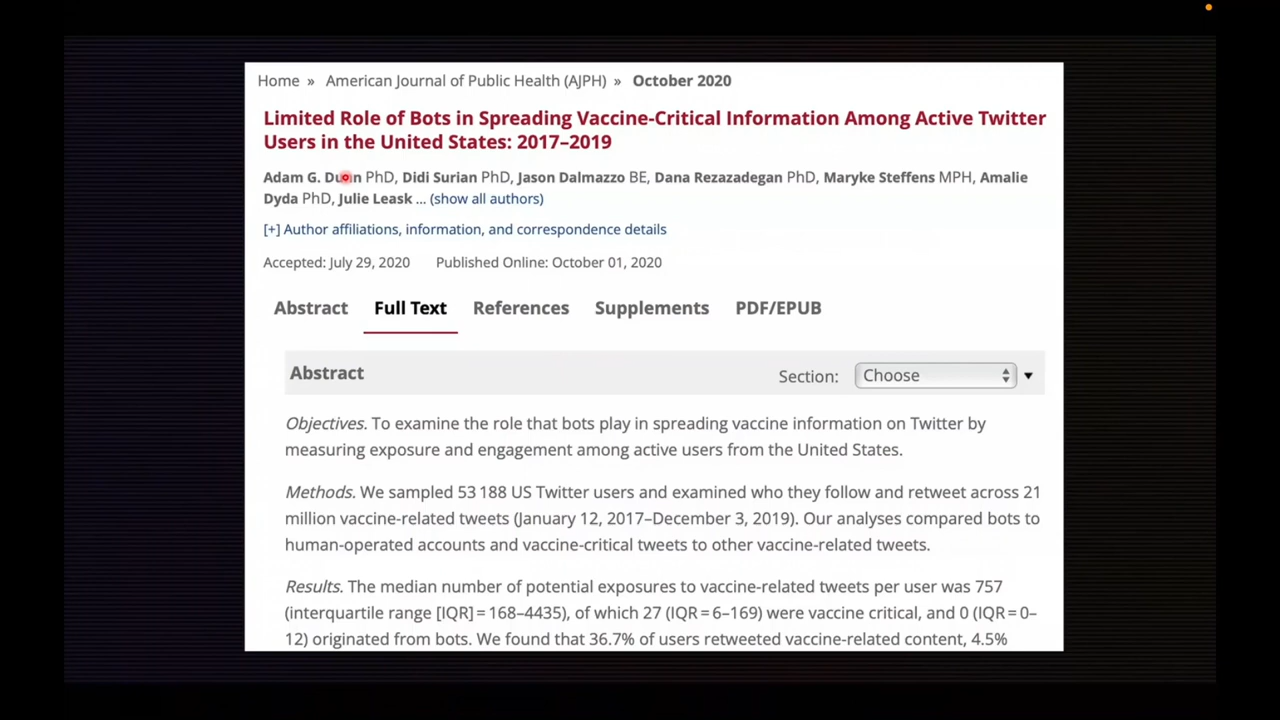 Home » American Journal of Public Health (AJPH) » October 2020
Limited Role of Bots in Spreading Vaccine-Critical Information Among Active Twitter
Users in the United States: 2017–2019
Adam G. Dunn PhD, Didi Surian PhD, Jason Dalmazzo BE, Dana Rezazadegan PhD, Maryke Steffens MPH, Amalie
Dyda PhD, Julie Leask ... (show all authors)
[+] Author affiliations, information, and correspondence details
Accepted: July 29, 2020 Published Online: October 01, 2020
Abstract Full Text References Supplements PDF/EPUB
Abstract Section: Choose
Objectives. To examine the role that bots play in spreading vaccine information on Twitter by
measuring exposure and engagement among active users from the United States.
Methods. We sampled 53 188 US Twitter users and examined who they follow and retweet across 21
million vaccine-related tweets (January 12, 2017–December 3, 2019). Our analyses compared bots to
human-operated accounts and vaccine-critical tweets to other vaccine-related tweets.
Results. The median number of potential exposures to vaccine-related tweets per user was 757
(interquartile range [IQR] = 168–4435), of which 27 (IQR = 6–169) were vaccine critical, and 0 (IQR = 0–
12) originated from bots. We found that 36.7% of users retweeted vaccine-related content, 4.5%